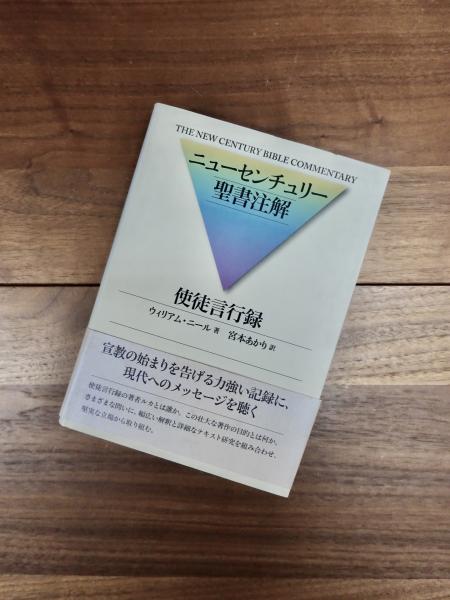 THE NEW CENTURY BIBLE COMMENTARY
ニューセンチュリー
聖書注解
使徒言行録
ウィリアム・ニール 著 宮本あかり 訳
宣教の始まりを告げる力強い記録に、
現代へのメッセージを聴く
使徒言行録の著者ルカとは誰か、この壮大な著作の目的とは何か。
さまざまな問いに、幅広い解釈と詳細なテキスト研究を組み合わせ、
堅実な立場から取り組む。